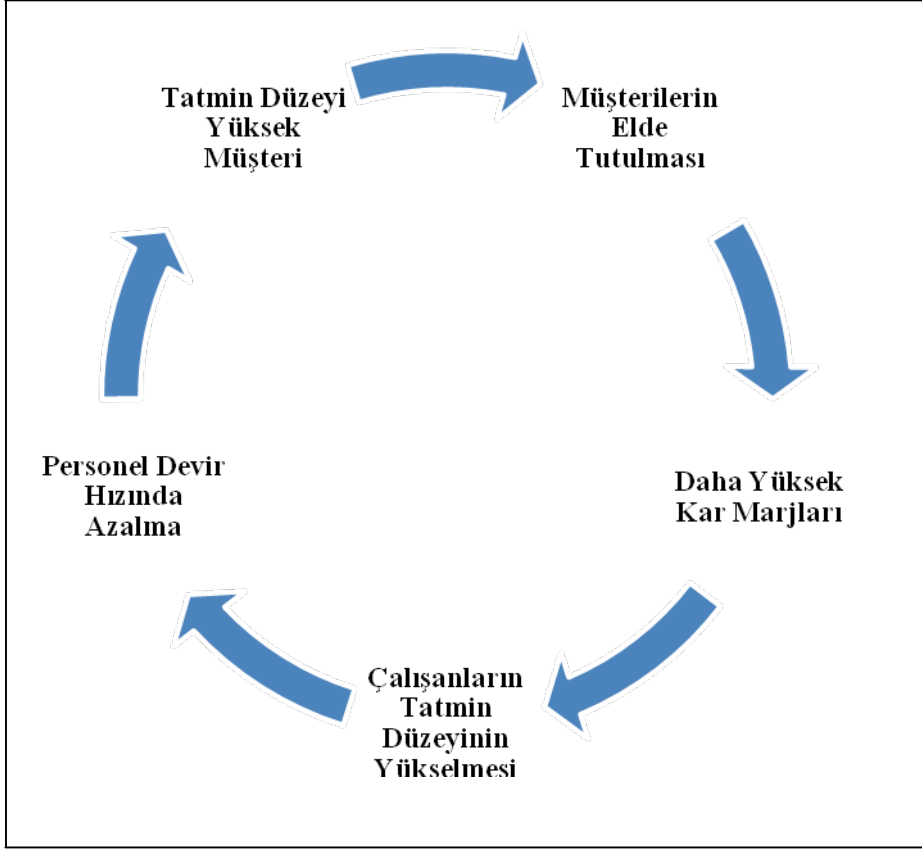 Tatmin Düzeyi
Yüksek
Müşteri
Müşterilerin
Elde
Tutulması
Daha Yüksek
Kar Marjları
Çalışanların
Tatmin
Düzeyinin
Yükselmesi
Personel Devir
Hızında
Azalma